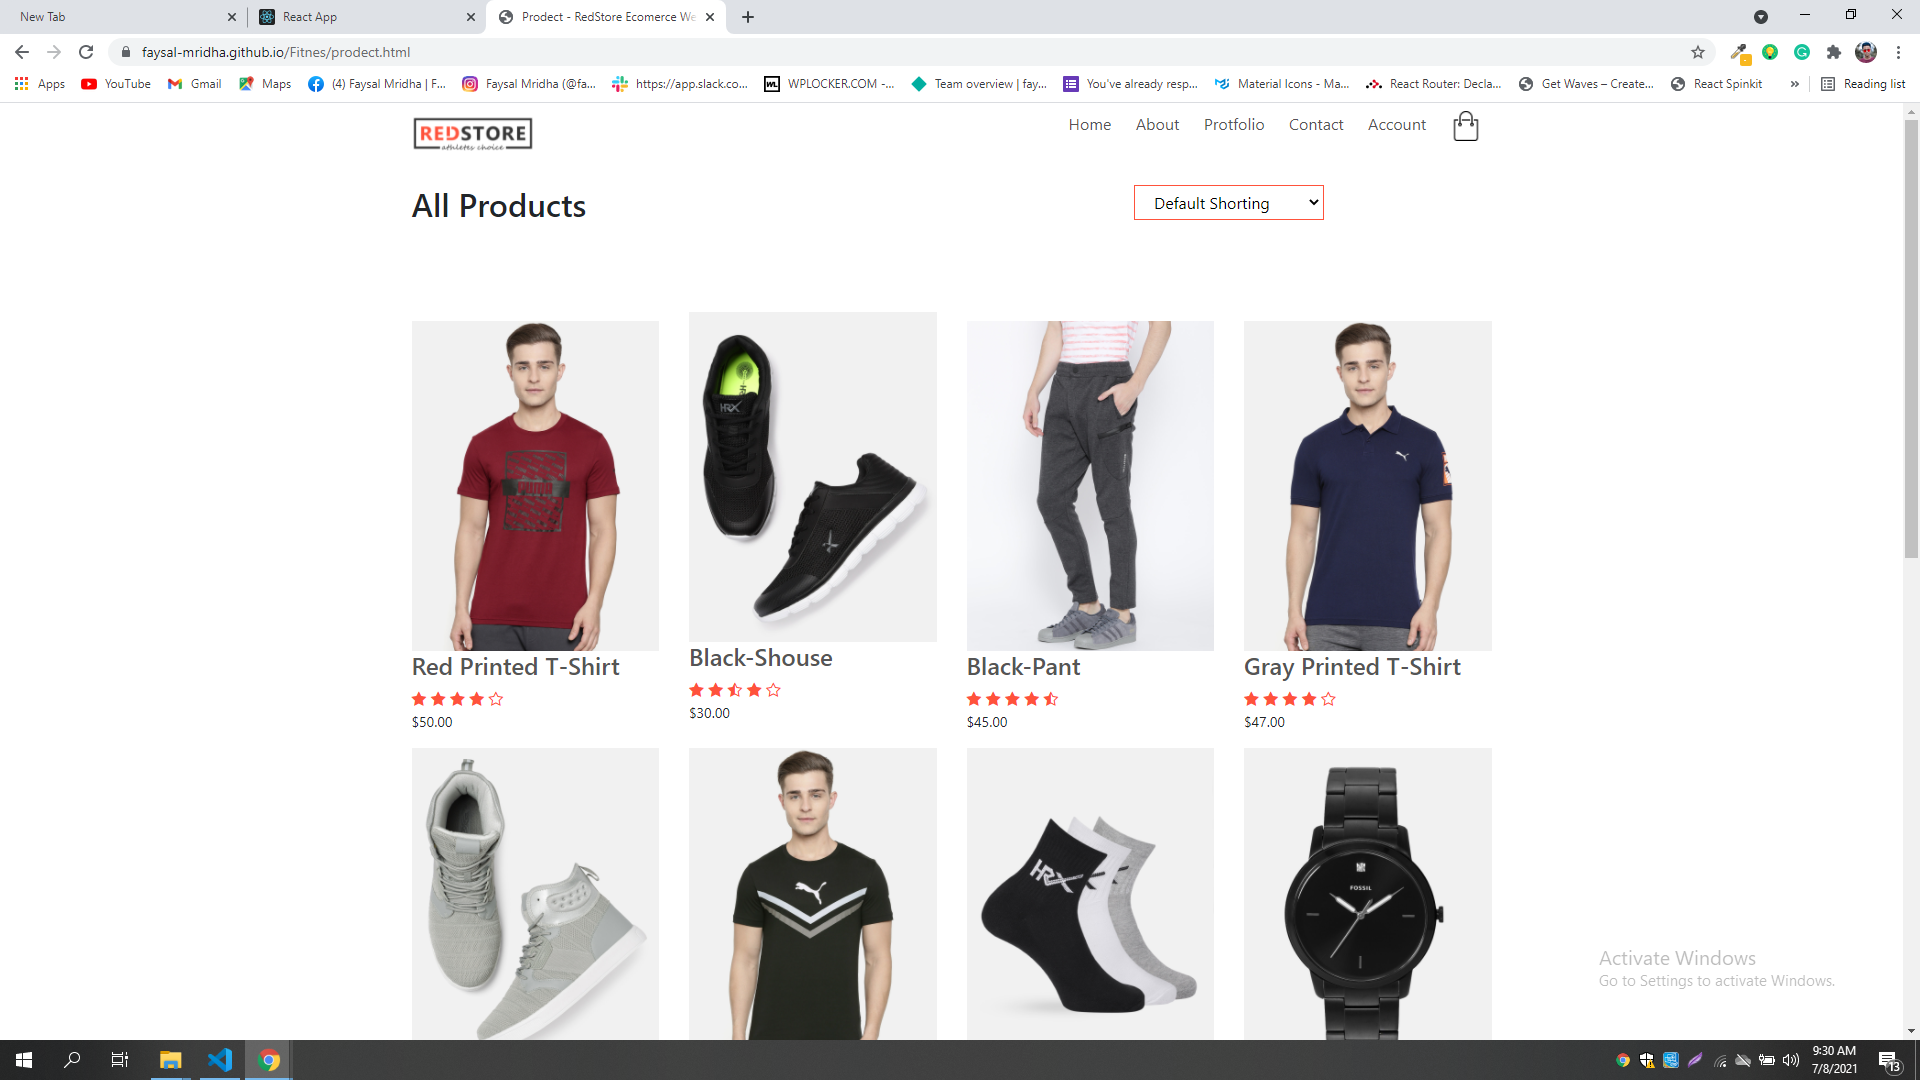 New Tab
React App
Prodect - RedStore Ecomerce We
faysal-mridha.github.io/Fitnes/prodect.html
Apps
YouTube
Gmail
Maps
(4) Faysal Mridha | F...
Faysal Mridha (@fa...
https://app.slack.co...
WPLOCKER.COM -...
Team overview | fay...
You've already resp...
Material Icons - Ma...
React Router: Decla...
Get Waves – Create...
React Spinkit
»
Reading list
REDSTORE
athletes choice
Home
About
Protfolio
Contact
Account
All Products
Default Shorting
HRX
Red Printed T-Shirt
$50.00
Black-Shouse
$30.00
Black-Pant
$45.00
Gray Printed T-Shirt
$47.00
HRX
FOSSIL
Activate Windows
Go to Settings to activate Windows.
9:30 AM
7/8/2021
13